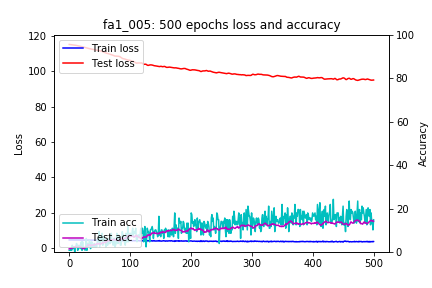 fa1_005: 500 epochs loss and accuracy
120
100
80
60
40
20
0
Loss
100
80
60
40
20
0
Accuracy
0
100
200
300
400
500
Train loss
Test loss
Train acc
Test acc